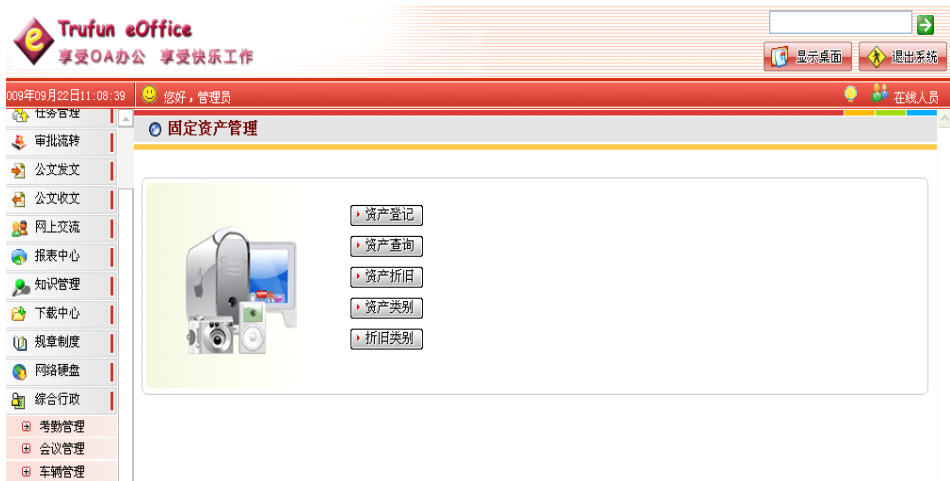 Trufun eOffice
享受OA办公 享受快乐工作
显示桌面
退出系统
009年09月22日11:08:39
您好，管理员
在线人员
任务管理
审批流转
公文发文
公文收文
网上交流
报表中心
知识管理
下载中心
规章制度
网络硬盘
综合行政
考勤管理
会议管理
车辆管理
固定资产管理
资产登记
资产查询
资产折旧
资产类别
折旧类别